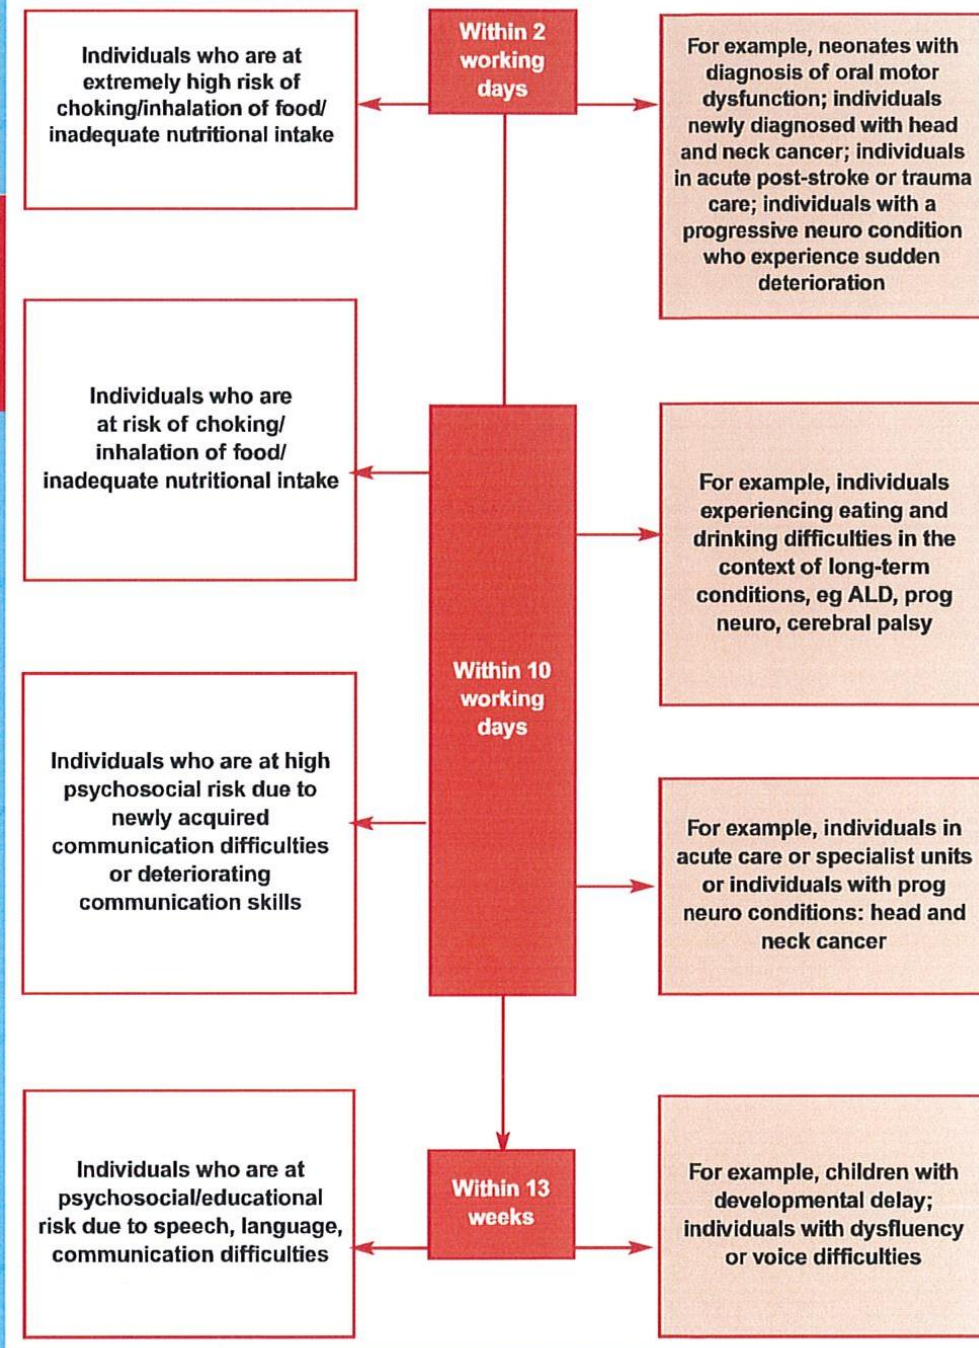 Individuals who are at
extremely high risk of
choking/inhalation of food/
inadequate nutritional intake
Within 2
working
days
For example, neonates with
diagnosis of oral motor
dysfunction; individuals
newly diagnosed with head
and neck cancer; individuals
in acute post-stroke or trauma
care; individuals with a
progressive neuro condition
who experience sudden
deterioration
Individuals who are
at risk of choking/
inhalation of food/
inadequate nutritional intake
Within 10
working
days
For example, individuals
experiencing eating and
drinking difficulties in the
context of long-term
conditions, eg ALD, prog
neuro, cerebral palsy
Individuals who are at high
psychosocial risk due to
newly acquired
communication difficulties
or deteriorating
communication skills
For example, individuals in
acute care or specialist units
or individuals with prog
neuro conditions: head and
neck cancer
Individuals who are at
psychosocial/educational
risk due to speech, language,
communication difficulties
Within 13
weeks
For example, children with
developmental delay;
individuals with dysfluency
or voice difficulties